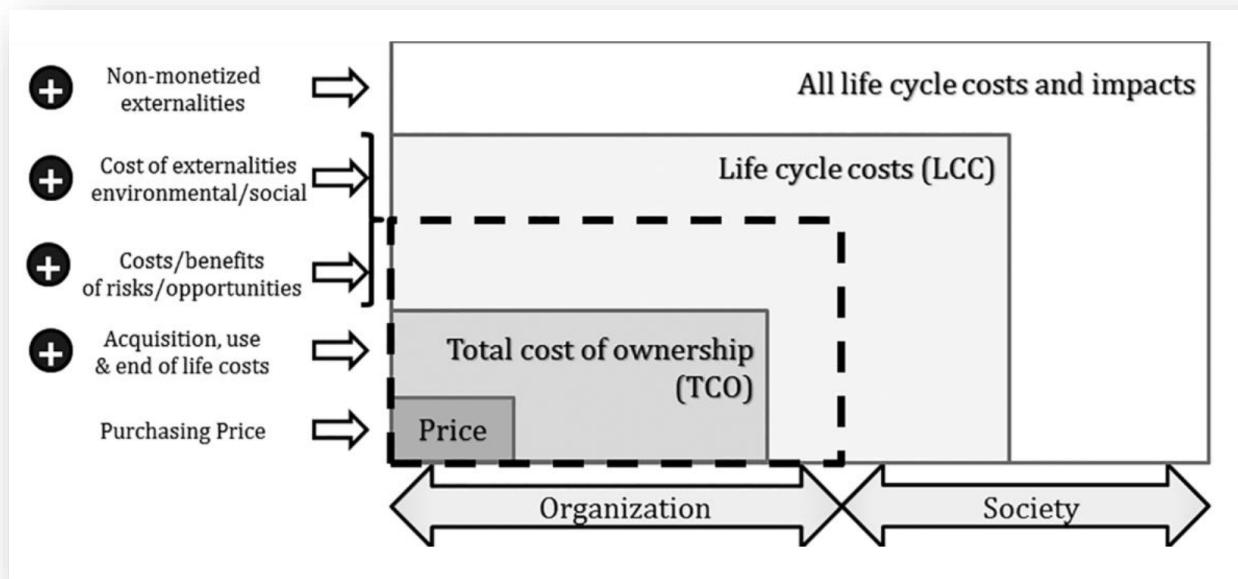 Non-monetized
externalities
All life cycle costs and impacts
Cost of externalities
environmental/social
Life cycle costs (LCC)
Costs/benefits
of risks/opportunities
Acquisition, use
& end of life costs
Total cost of ownership
(TCO)
Purchasing Price
Price
Organization
Society